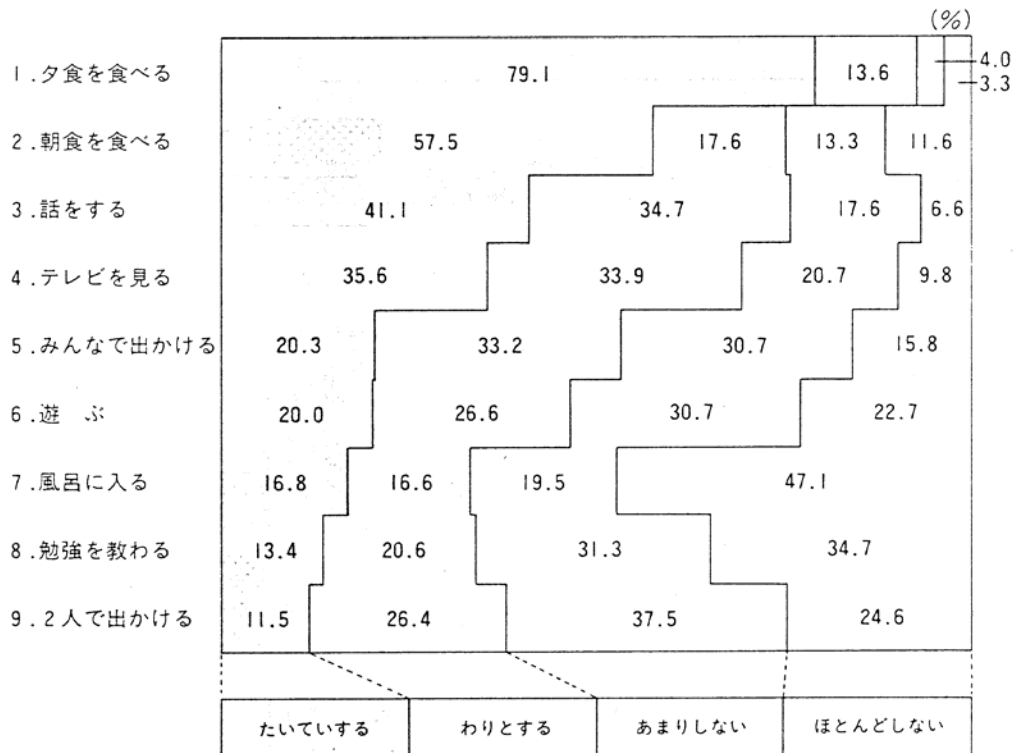 (%)
1.夕食を食べる 79.1 13.6 4.0 3.3
2.朝食を食べる 57.5 17.6 13.3 11.6
3.話をする 41.1 34.7 17.6 6.6
4.テレビを見る 35.6 33.9 20.7 9.8
5.みんなで出かける 20.3 33.2 30.7 15.8
6.遊 ぶ 20.0 26.6 30.7 22.7
7.風呂に入る 16.8 16.6 19.5 47.1
8.勉強を教わる 13.4 20.6 31.3 34.7
9.2人で出かける 11.5 26.4 37.5 24.6
たいていする わりとする あまりしない ほとんどしない